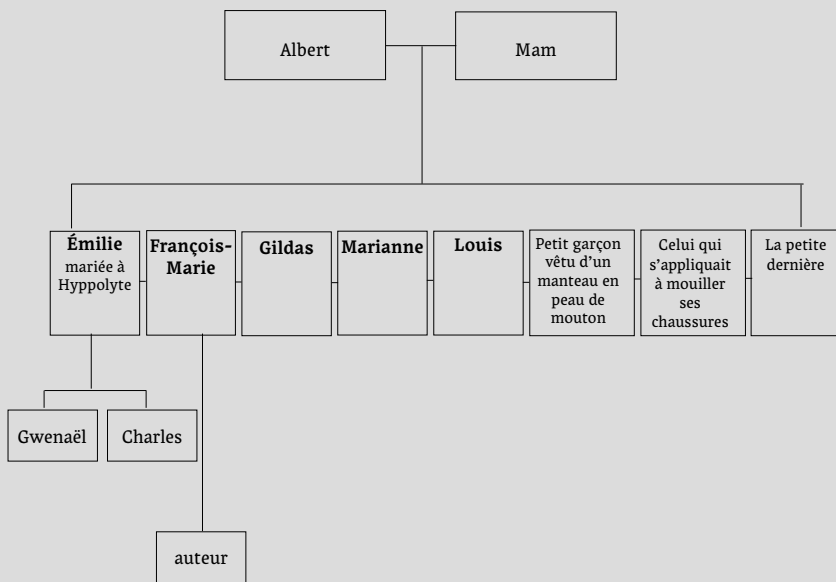 Albert
Mam
Émilie
mariée à
Hyppolyte
François-
Marie
Gildas
Marianne
Louis
Petit garçon
vêtu d’un
manteau en
peau de
mouton
Celui qui
s’appliquait
à mouiller
ses
chaussures
La petite
dernière
Gwenaël
Charles
auteur